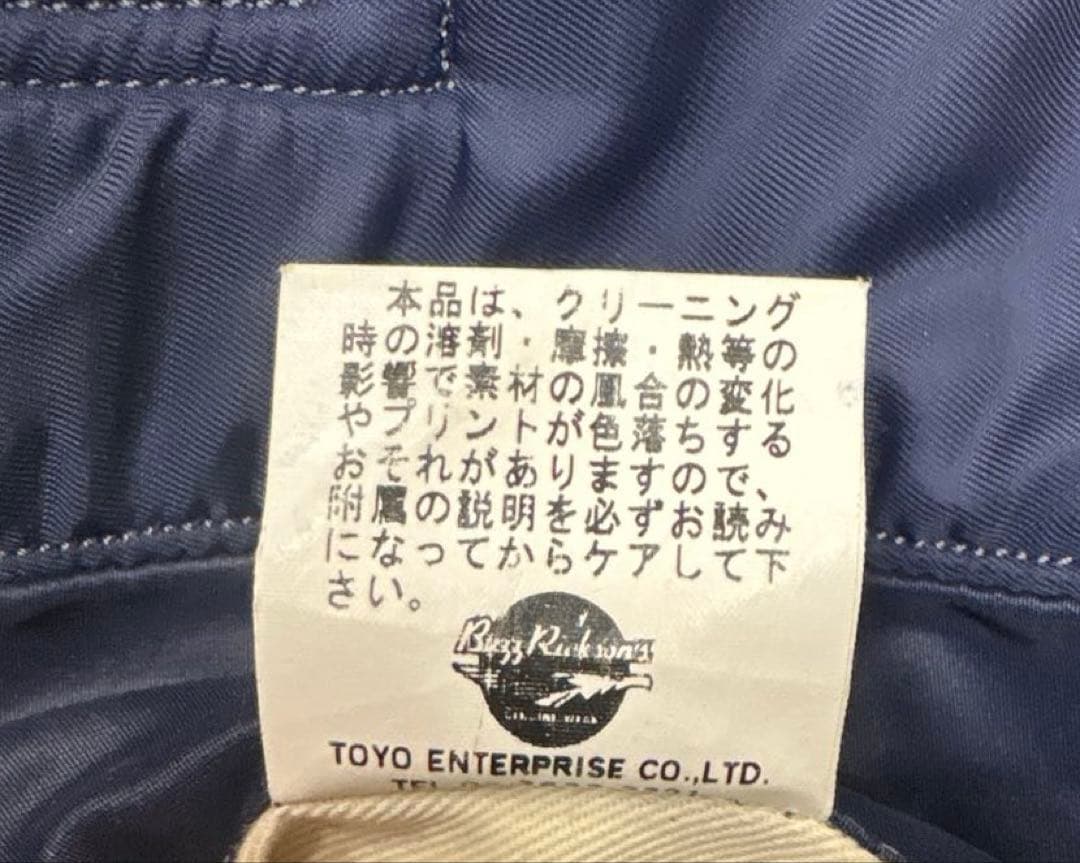 本品は、クリーニング
時の溶剤・摩擦・熱等の
影響で素材の風合の変化
やプリントが色落ちする
おそれがあります。ので、
附属の説明を必ずお読み
になってからケアして下
さい。
Buzz Rickson's
TOYO ENTERPRISE CO.,LTD.